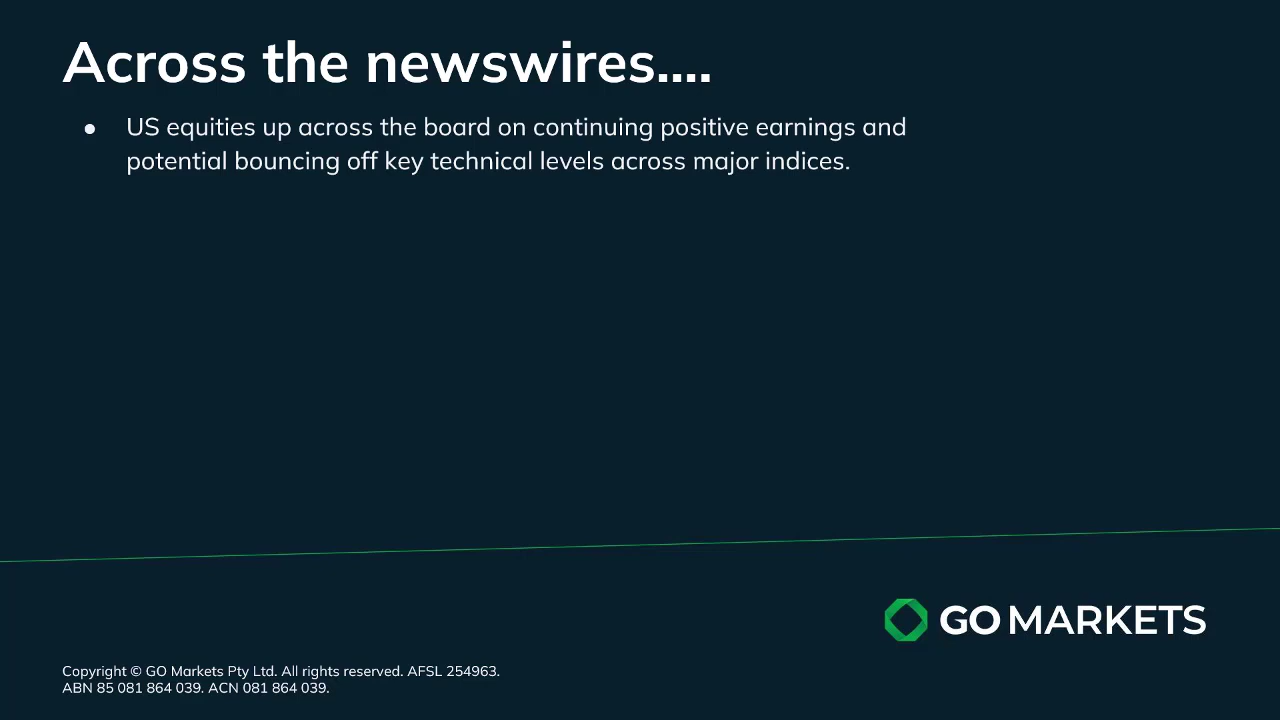 Across the newswires....
● US equities up across the board on continuing positive earnings and
potential bouncing off key technical levels across major indices.
GO MARKETS
Copyright © GO Markets Pty Ltd. All rights reserved. AFSL 254963.
ABN 85 081 864 039. ACN 081 864 039.